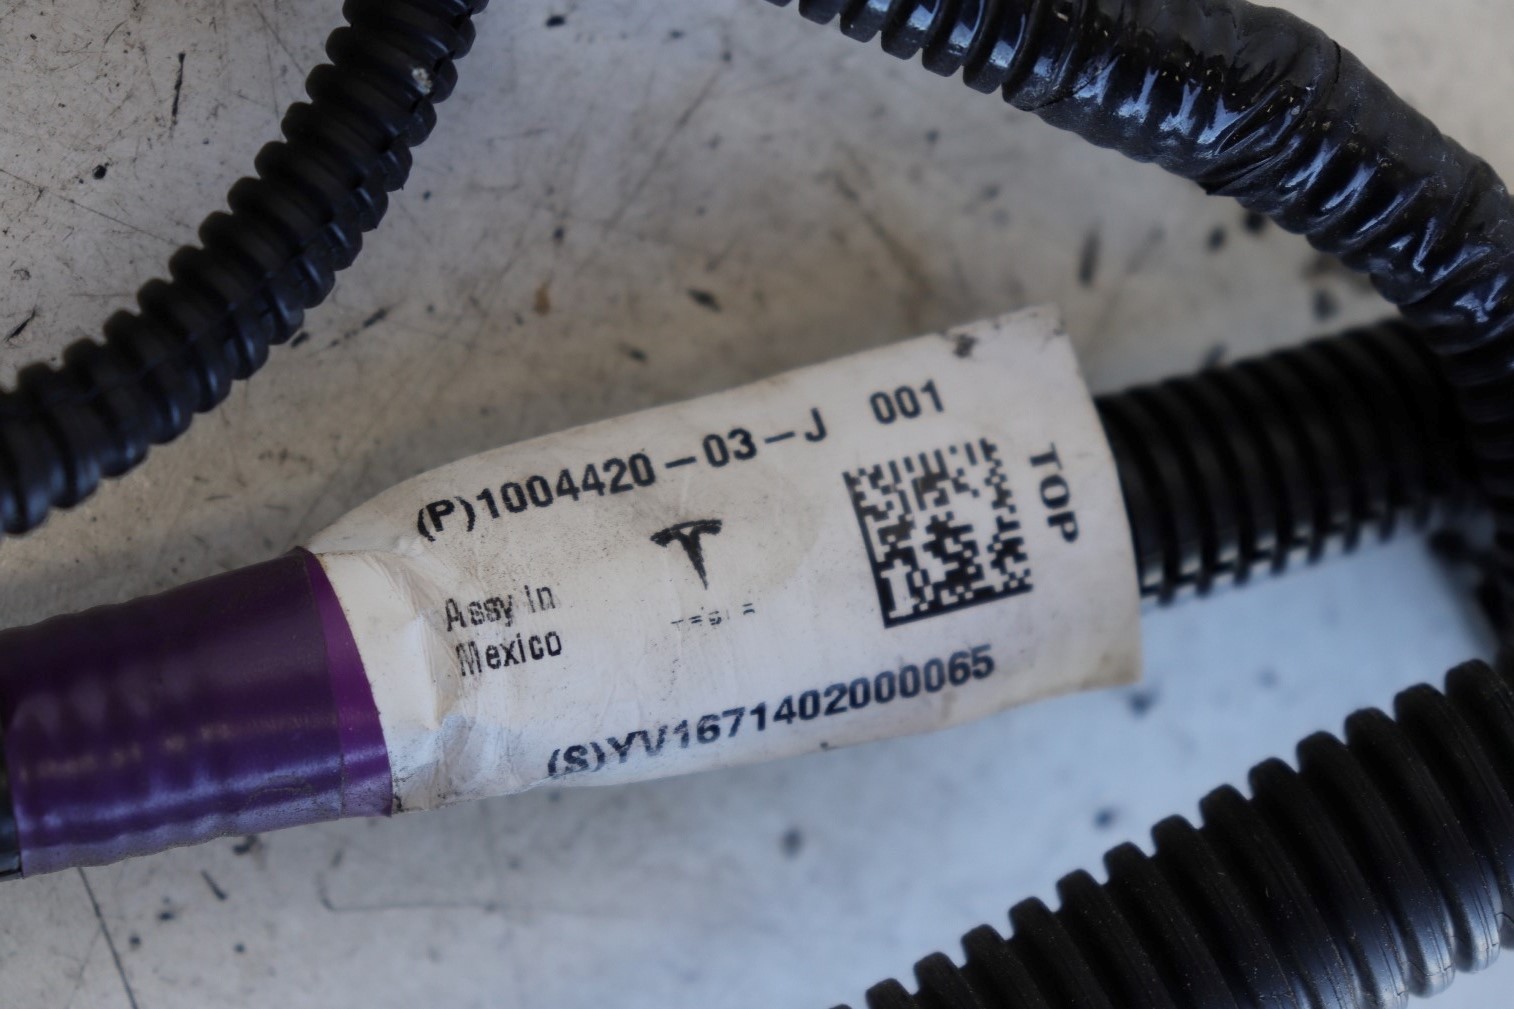 (P)1004420-03-J 001
TOP
Assy in
Mexico
(S)YV1671402000065